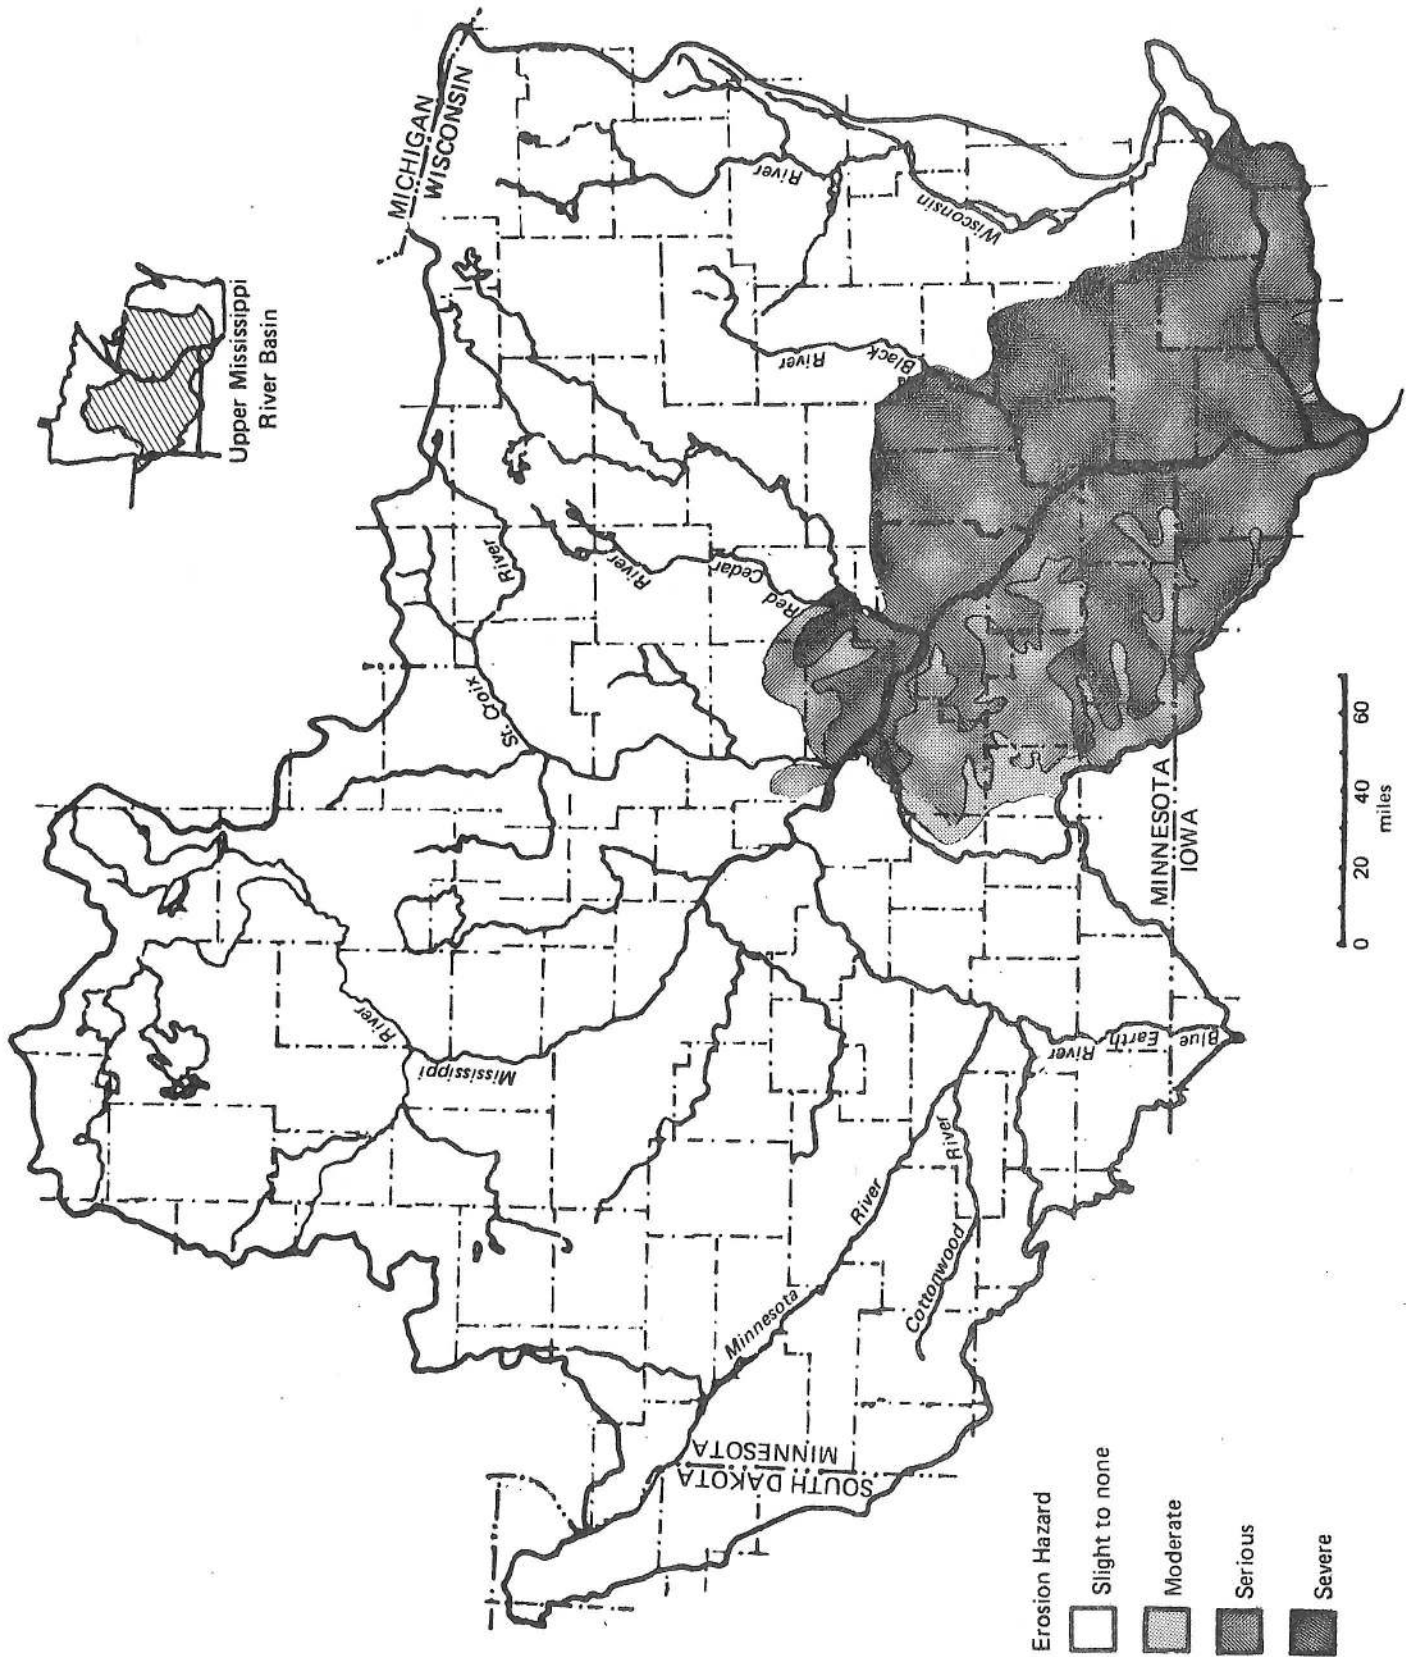 Upper Mississippi
River Basin
MICHIGAN
WISCONSIN
River
Wisconsin
River
Black
River
River
Cedar
Red
St. Croix
River
Mississippi
River
Minnesota
River
Cottonwood
River
Blue
Earth
River
SOUTH DAKOTA
MINNESOTA
MINNESOTA
IOWA
0 20 40 60
miles
Erosion Hazard
Slight to none
Moderate
Serious
Severe